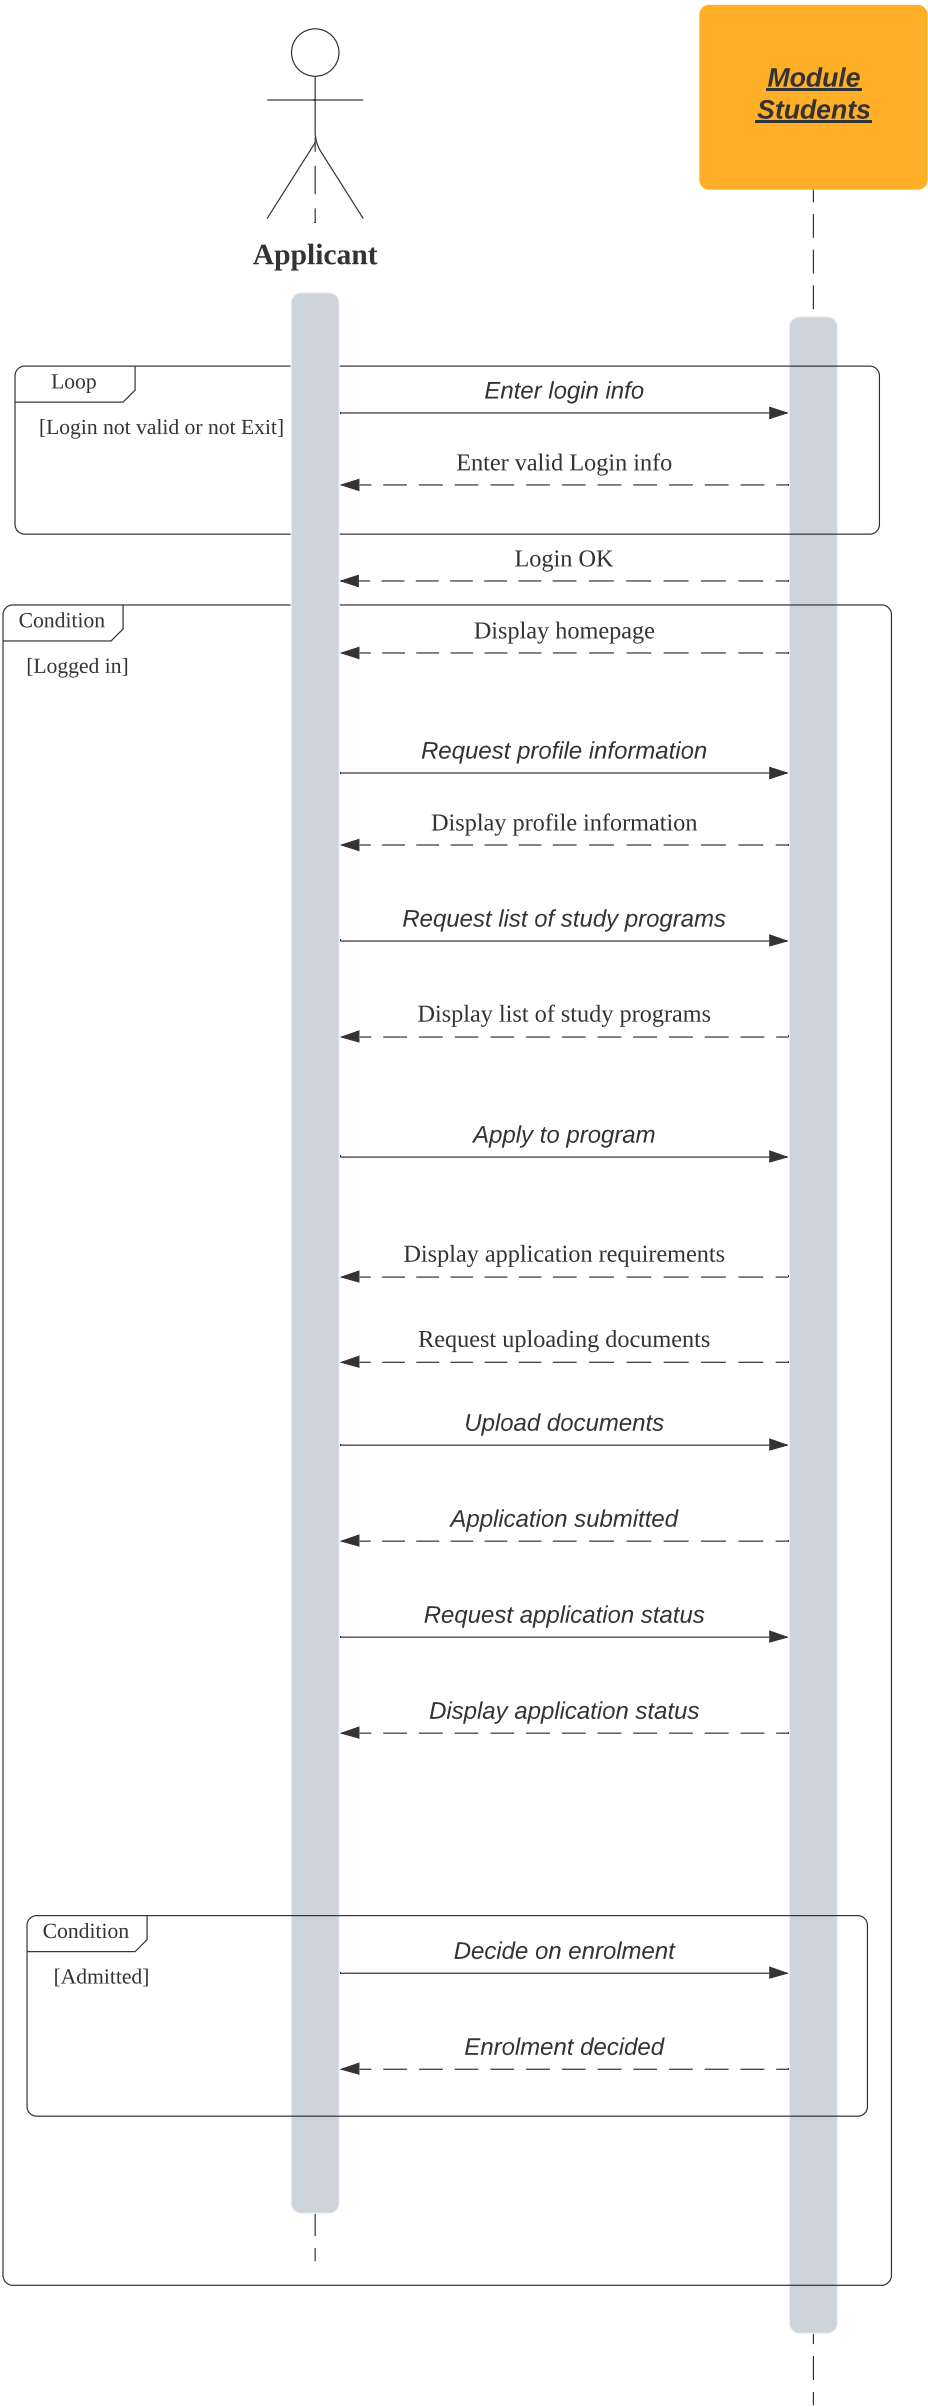 Module
Students
Applicant
Loop
Enter login info
[Login not valid or not Exit]
Enter valid Login info
Login OK
Condition
Display homepage
[Logged in]
Request profile information
Display profile information
Request list of study programs
Display list of study programs
Apply to program
Display application requirements
Request uploading documents
Upload documents
Application submitted
Request application status
Display application status
Condition
Decide on enrolment
[Admitted]
Enrolment decided